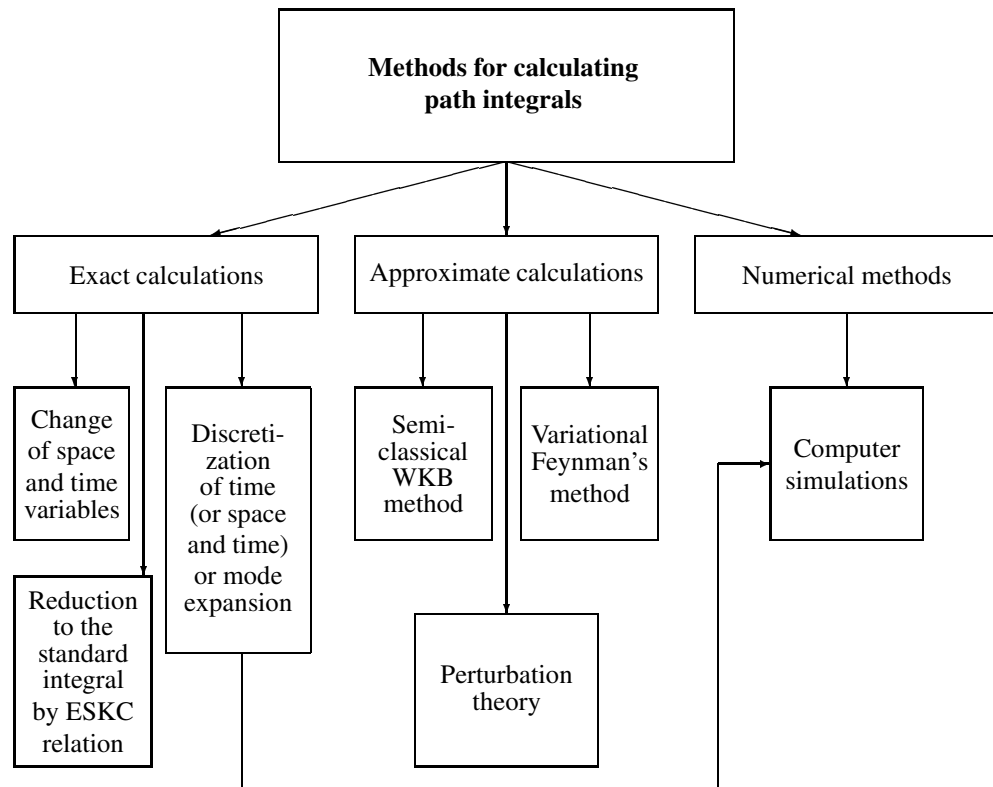 Methods for calculating
path integrals
Exact calculations
Approximate calculations
Numerical methods
Change
of space
and time
variables
Discreti-
zation
of time
(or space
and time)
or mode
expansion
Semi-
classical
WKB
method
Variational
Feynman's
method
Computer
simulations
Reduction
to the
standard
integral
by ESKC
relation
Perturbation
theory